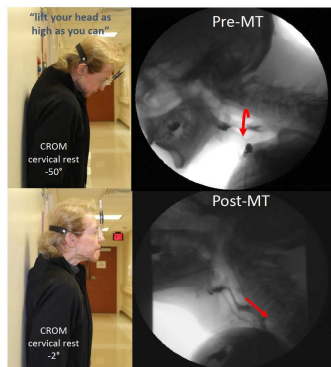 "lift your head as
high as you can"
Pre-MT
CROM
cervical rest
-50°
Post-MT
CROM
cervical rest
-2°